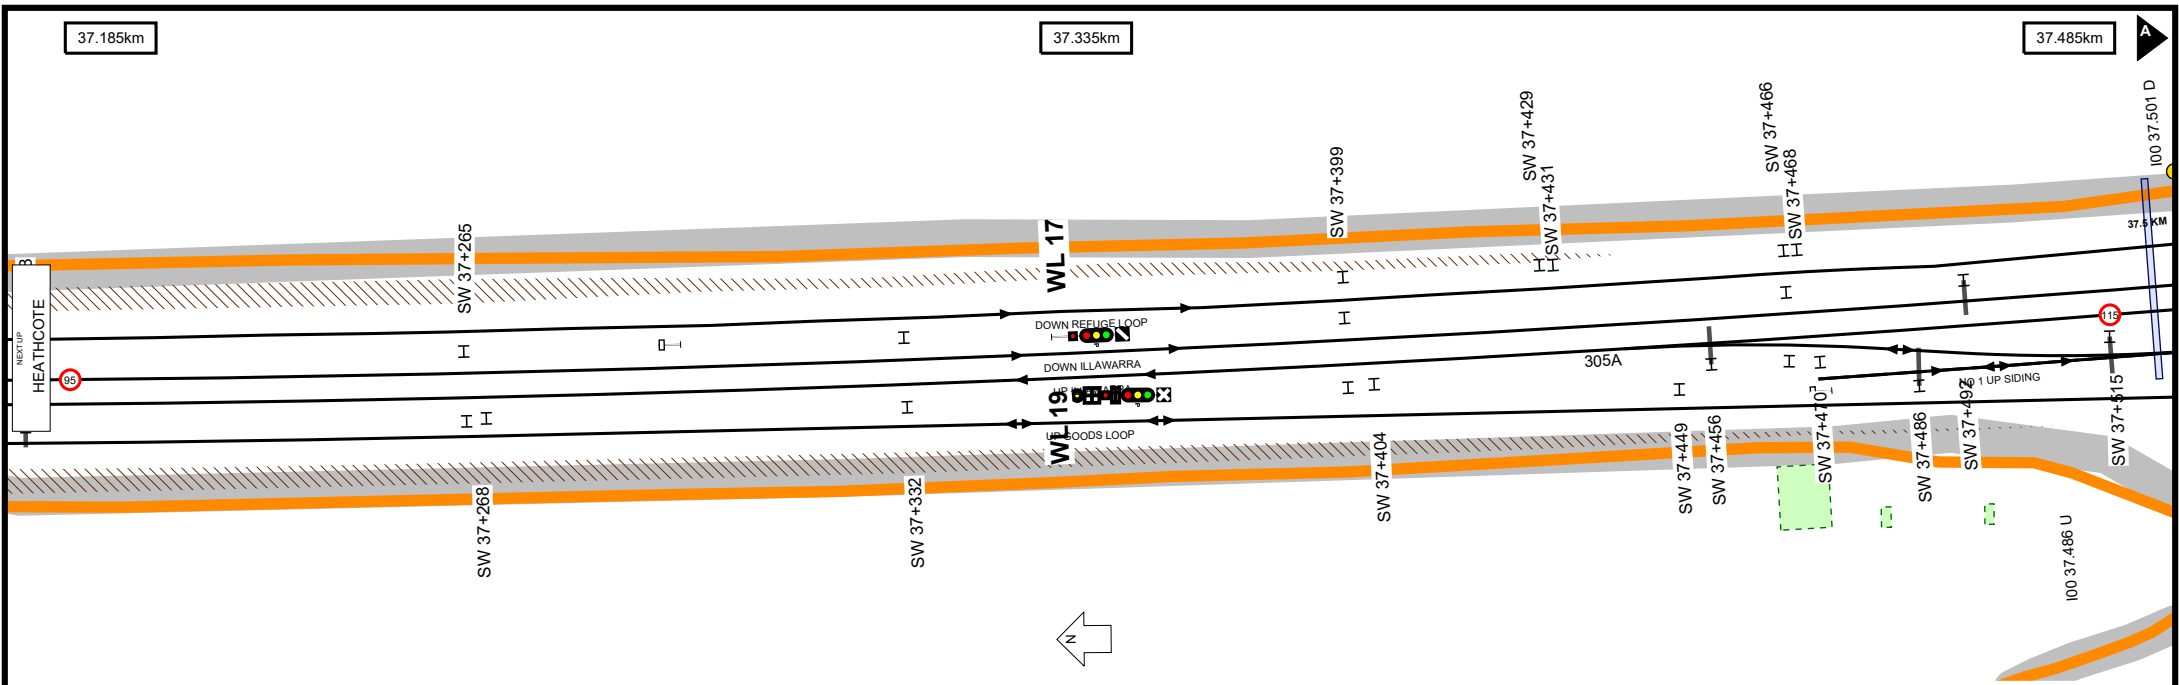 37.185km
37.335km
37.485km
A
SW 37+265
WL 17
SW 37+399
SW 37+429
SW 37+431
SW 37+466
SW 37+468
I00 37.501 D
37.5 KM
NEXT UP
HEATHCOTE
95
115
DOWN REFUGE LOOP
DOWN ILLAWARRA
305A
NO 1 UP SIDING
WL 19
UP GOODS LOOP
P
P
SW 37+268
SW 37+332
SW 37+404
SW 37+449
SW 37+456
SW 37+470
SW 37+486
SW 37+492
SW 37+515
I00 37.486 U
N